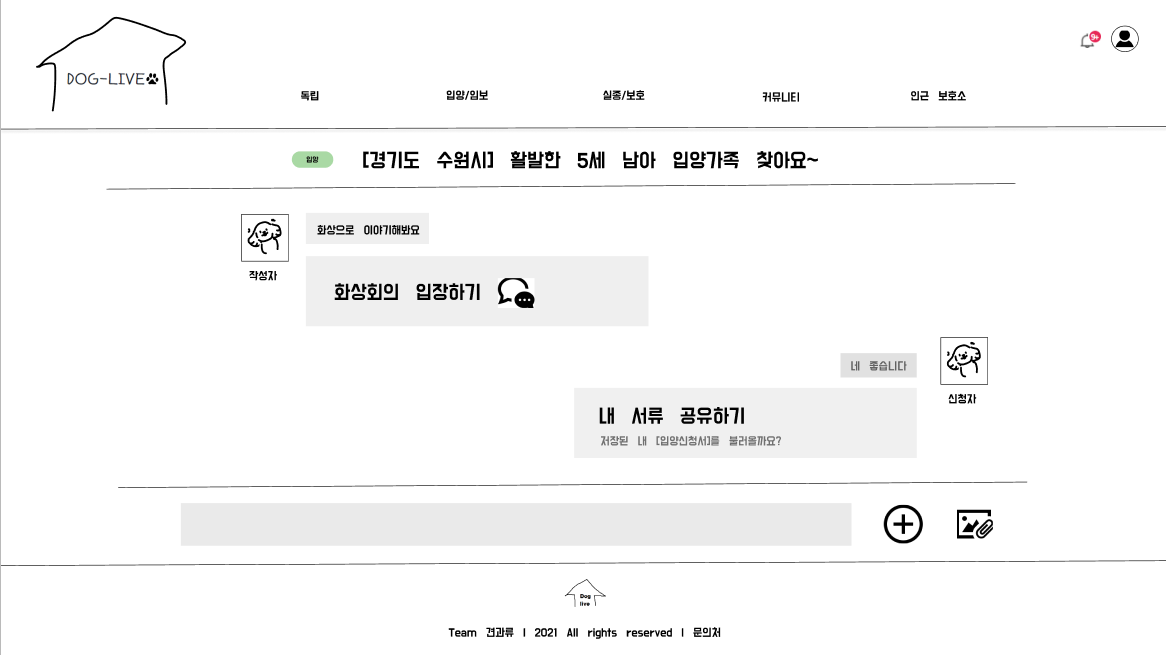 DOG-LIVE
9+
독립 입양/임보 실종/보호 커뮤니티 인근 보호소
입양 [경기도 수원시] 활발한 5세 남아 입양가족 찾아요~
화상으로 이야기해봐요
작성자
화상회의 입장하기
네 좋습니다
신청자
내 서류 공유하기
저장된 내 [입양신청서]를 불러올까요?
Dog
live
Team 견과류 | 2021 All rights reserved | 문의처